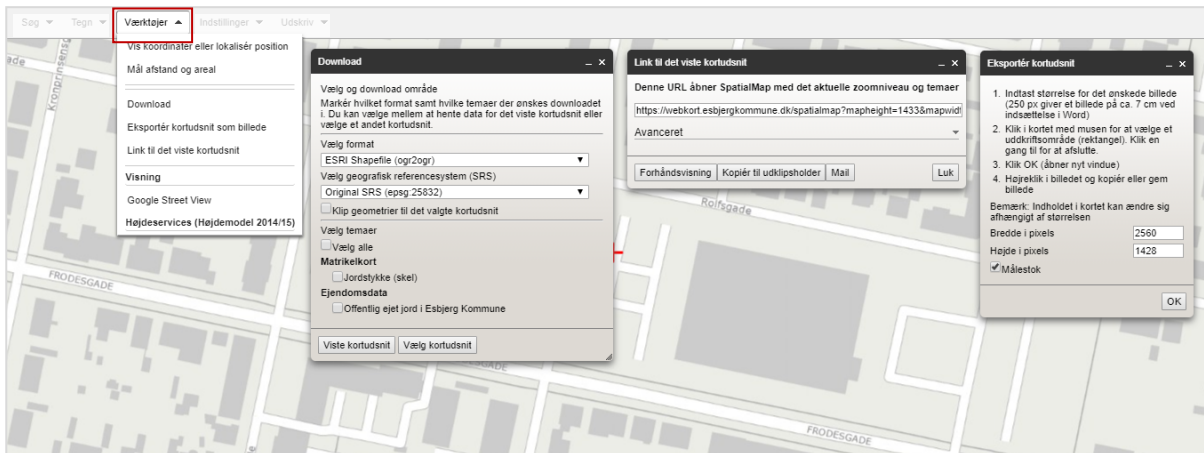 Søg
Tegn
Værktøjer
Indstillinger
Udskriv
Vis koordinater eller lokalisér position
Mål afstand og areal
Download
Eksportér kortudsnit som billede
Link til det viste kortudsnit
Visning
Google Street View
Højdeservices (Højdemodel 2014/15)
Download
Vælg og download område
Markér hvilket format samt hvilke temaer der ønskes downloadet
i. Du kan vælge mellem at hente data for det viste kortudsnit eller
vælge et andet kortudsnit.
Vælg format
ESRI Shapefile (ogr2ogr)
Vælg geografisk referencesystem (SRS)
Original SRS (epsg:25832)
Klip geometrier til det valgte kortudsnit
Vælg temaer
Vælg alle
Matrikelkort
Jordstykke (skel)
Ejendomsdata
Offentlig ejet jord i Esbjerg Kommune
Viste kortudsnit
Vælg kortudsnit
Link til det viste kortudsnit
Denne URL åbner SpatialMap med det aktuelle zoomniveau og temaer
https://webkort.esbjergkommune.dk/spatialmap?mapheight=1433&mapwidt
Avanceret
Forhåndsvisning
Kopiér til udklipsholder
Mail
Luk
Eksportér kortudsnit
1. Indtast størrelse for det ønskede billede
(250 px giver et billede på ca. 7 cm ved
indsættelse i Word)
2. Klik i kortet med musen for at vælge et
uddkriftsområde (rektangel). Klik en
gang til for at afslutte.
3. Klik OK (åbner nyt vindue)
4. Højreklik i billedet og kopiér eller gem
billede
Bemærk: Indholdet i kortet kan ændre sig
afhængigt af størrelsen
Bredde i pixels
2560
Højde i pixels
1428
Målestok
OK
ade
Kronprinsensg
Rolfsgade
FRODESGADE
FRODESGADE